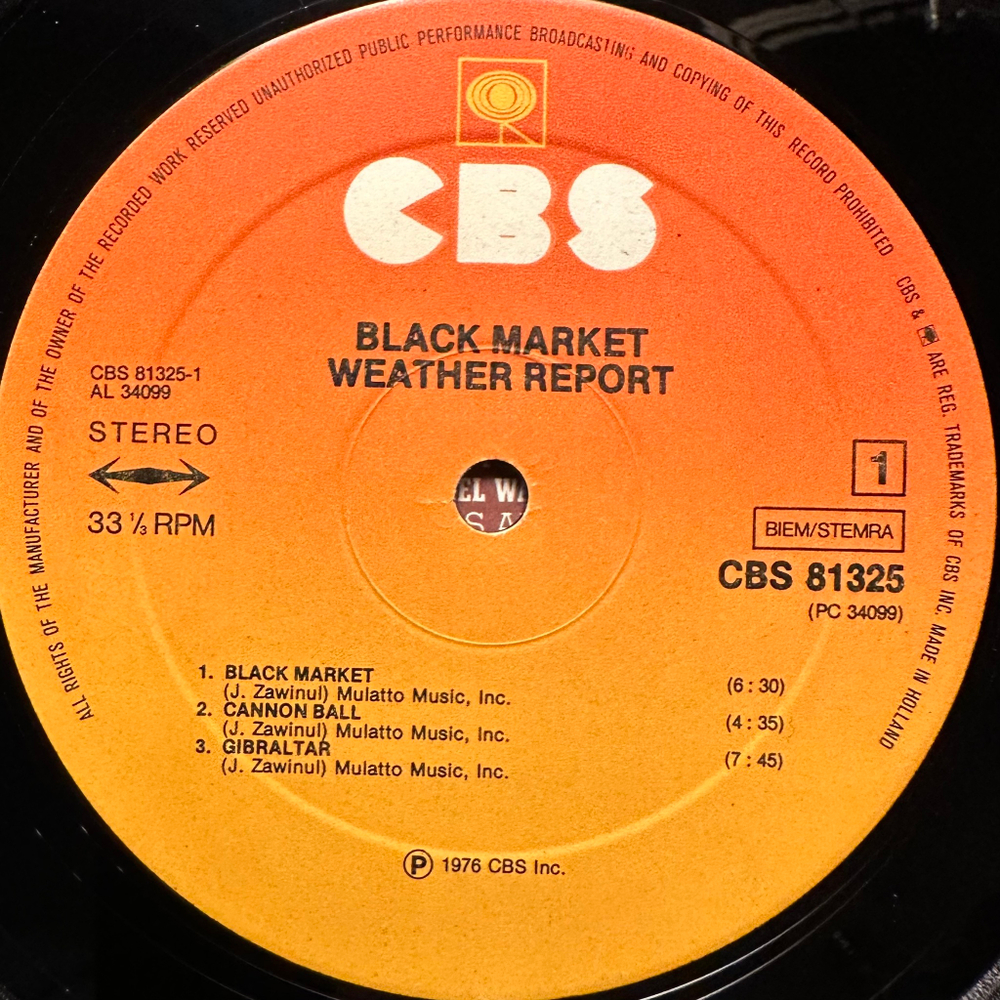 ALL RIGHTS OF THE MANUFACTURER AND OF THE OWNER OF THE RECORDED WORK RESERVED UNAUTHORIZED PUBLIC PERFORMANCE BROADCASTING AND COPYING OF THIS RECORD PROHIBITED CBS & ARE REG. TRADEMARKS OF CBS INC. MADE IN HOLLAND
CBS
BLACK MARKET
WEATHER REPORT
CBS 81325-1
AL 34099
STEREO
33 ⅓ RPM
1
BIEM/STEMRA
CBS 81325
(PC 34099)
EL WA
S A
1. BLACK MARKET
(J. Zawinul) Mulatto Music, Inc. (6 : 30)
2. CANNON BALL
(J. Zawinul) Mulatto Music, Inc. (4 : 35)
3. GIBRALTAR
(J. Zawinul) Mulatto Music, Inc. (7 : 45)
Ⓟ 1976 CBS Inc.